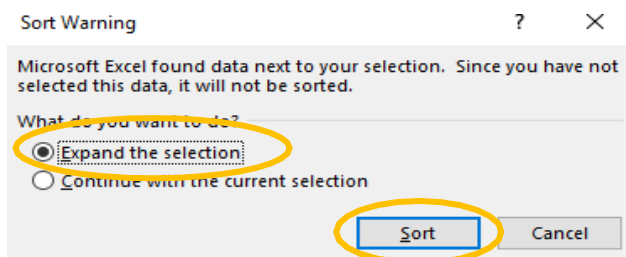 Sort Warning ? ×
Microsoft Excel found data next to your selection. Since you have not
selected this data, it will not be sorted.
What do you want to do?
Expand the selection
Continue with the current selection
Sort Cancel